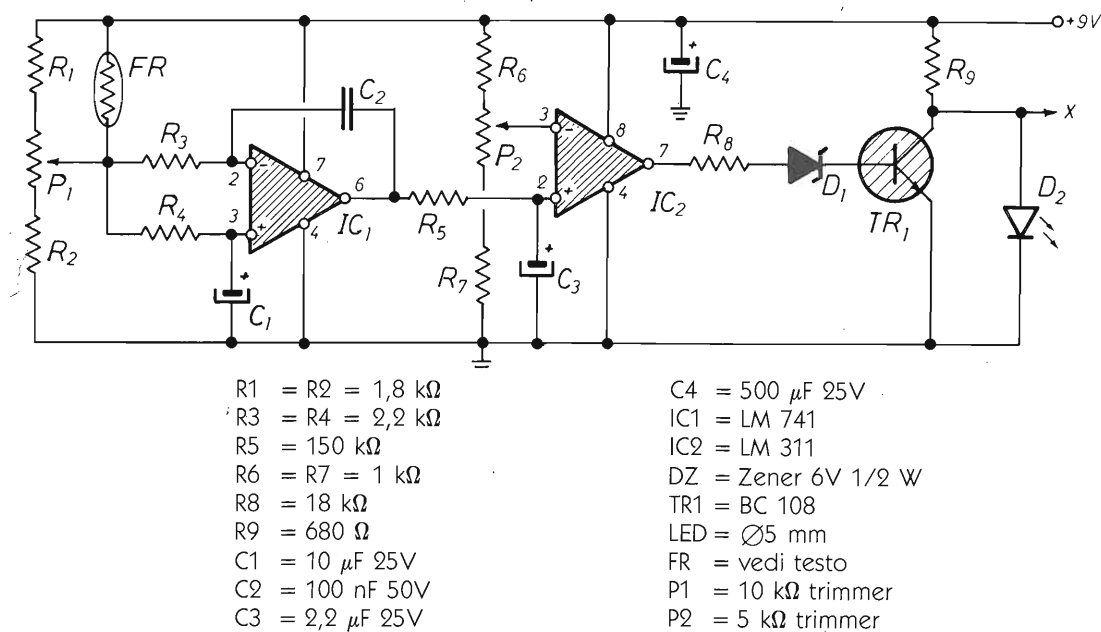 +9V
R1
FR
C2
R6
C4
R9
X
R3
3
8
P1
2
7
P2
R8
7
D1
D2
6
2
TR1
R4
3
IC1
R5
4
IC2
R2
4
R7
C3
C1
R1 = R2 = 1,8 kΩ
R3 = R4 = 2,2 kΩ
R5 = 150 kΩ
R6 = R7 = 1 kΩ
R8 = 18 kΩ
R9 = 680 Ω
C1 = 10 μF 25V
C2 = 100 nF 50V
C3 = 2,2 μF 25V
C4 = 500 μF 25V
IC1 = LM 741
IC2 = LM 311
DZ = Zener 6V 1/2 W
TR1 = BC 108
LED = Ø5 mm
FR = vedi testo
P1 = 10 kΩ trimmer
P2 = 5 kΩ trimmer